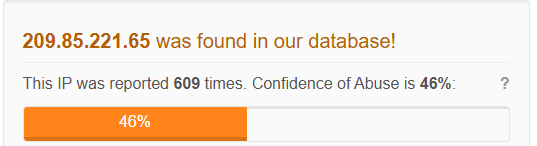 209.85.221.65 was found in our database!
This IP was reported 609 times. Confidence of Abuse is 46%: ?
46%